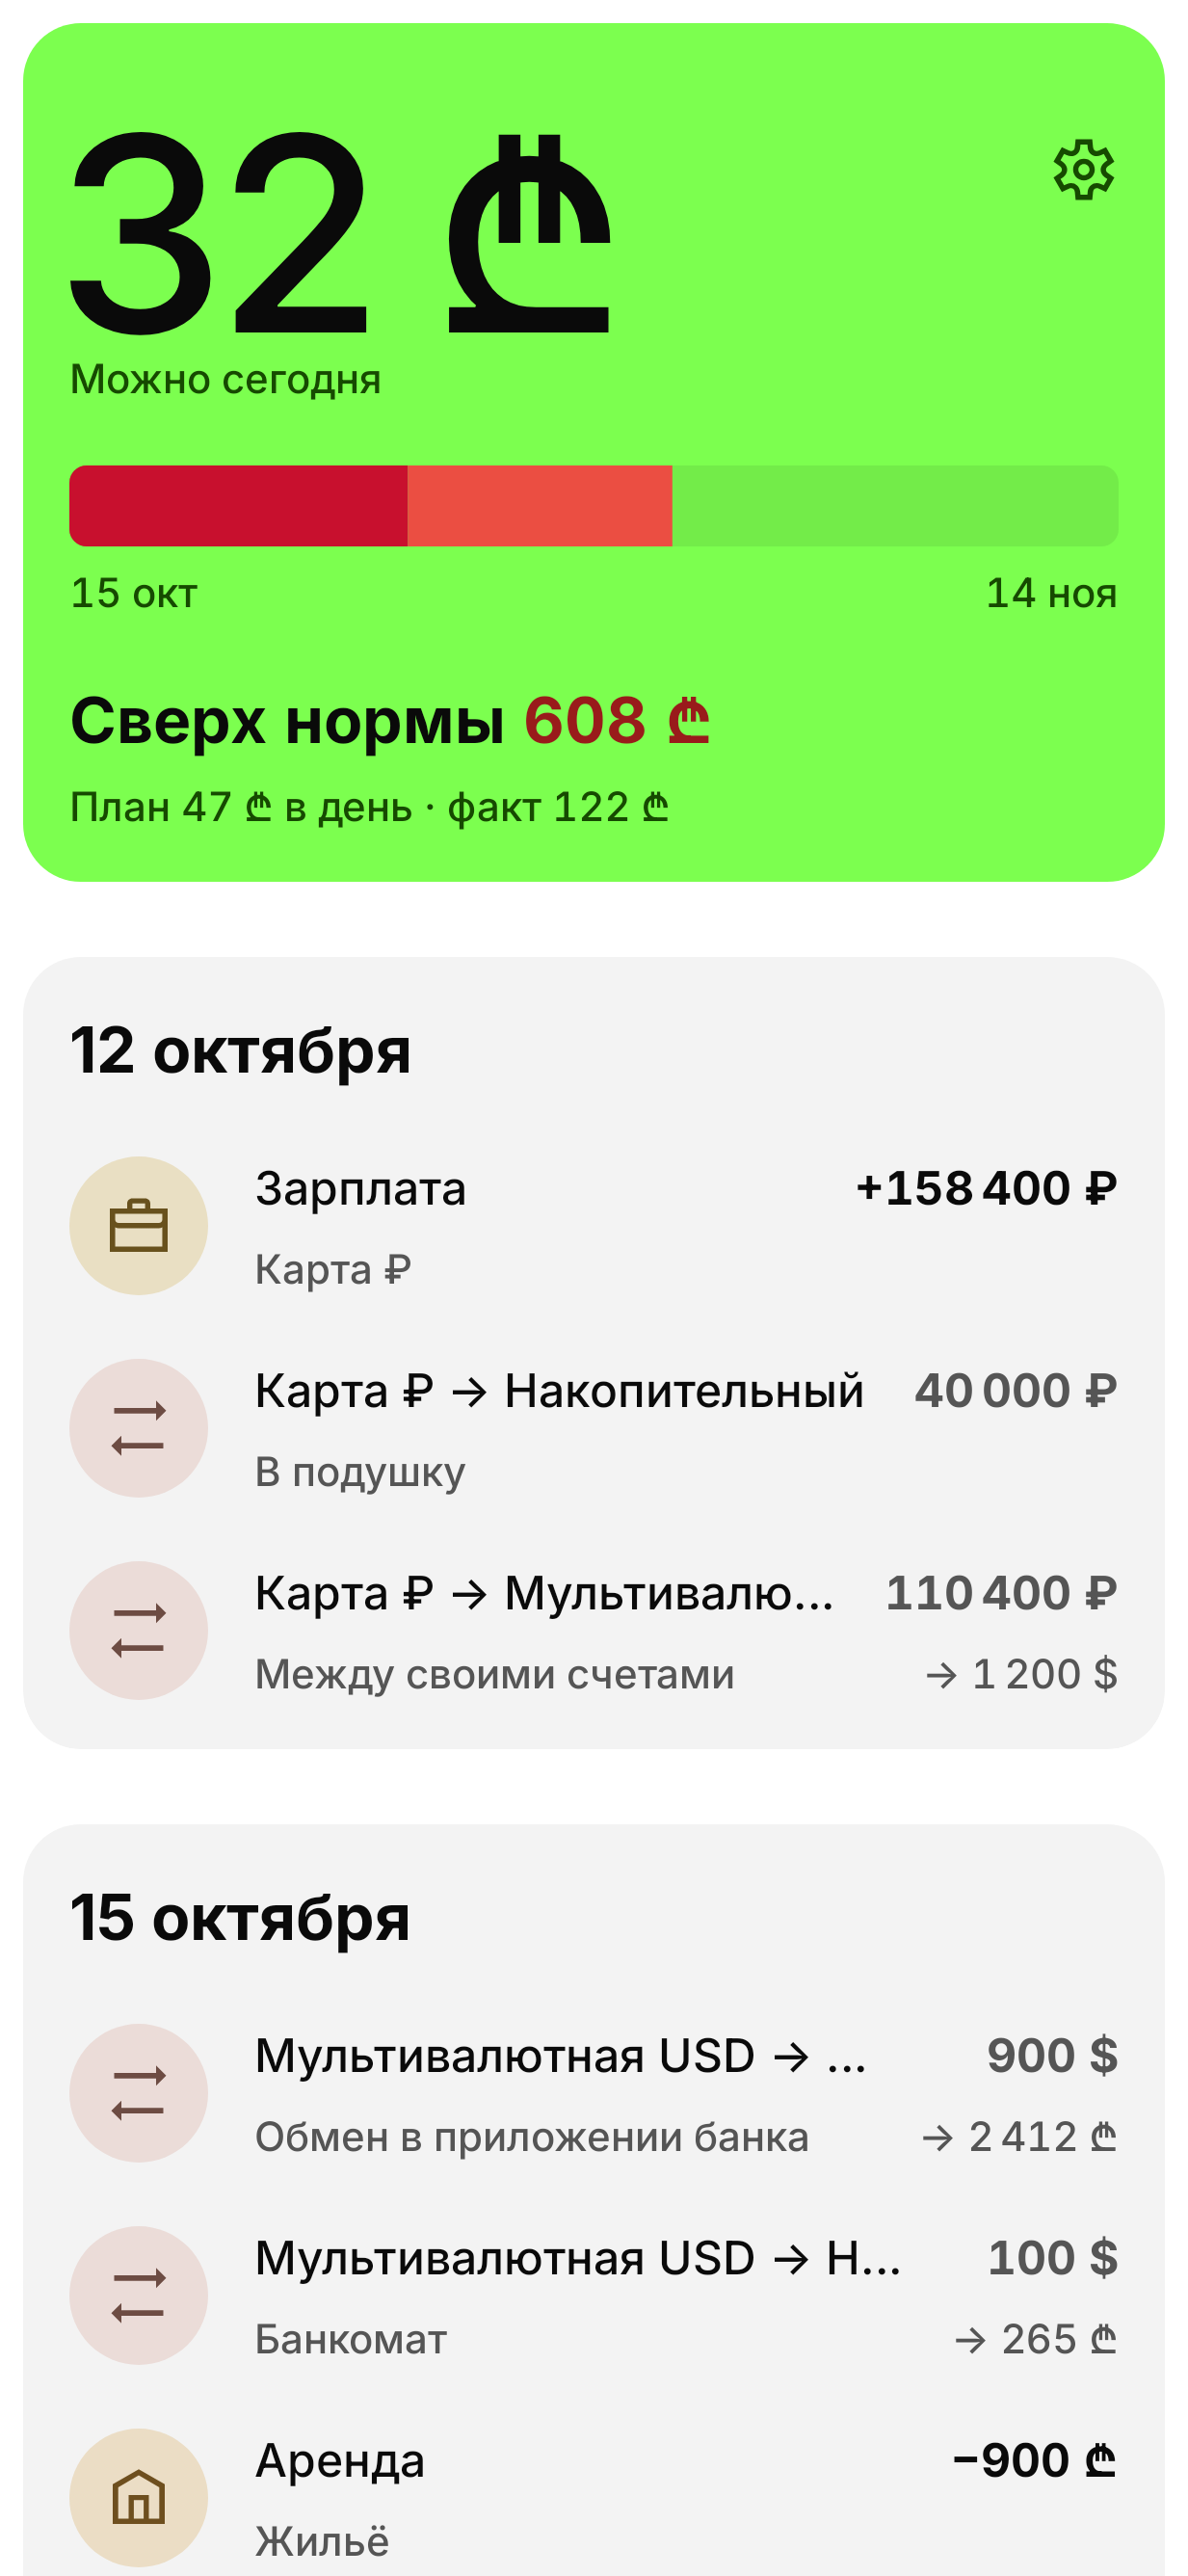 32 ₾
Можно сегодня
15 окт
14 ноя
Сверх нормы 608 ₾
План 47 ₾ в день · факт 122 ₾
12 октября
Зарплата
+158 400 ₽
Карта ₽
Карта ₽ → Накопительный
40 000 ₽
В подушку
Карта ₽ → Мультивалю...
110 400 ₽
Между своими счетами
→ 1 200 $
15 октября
Мультивалютная USD → ...
900 $
Обмен в приложении банка
→ 2 412 ₾
Мультивалютная USD → Н...
100 $
Банкомат
→ 265 ₾
Аренда
−900 ₾
Жильё